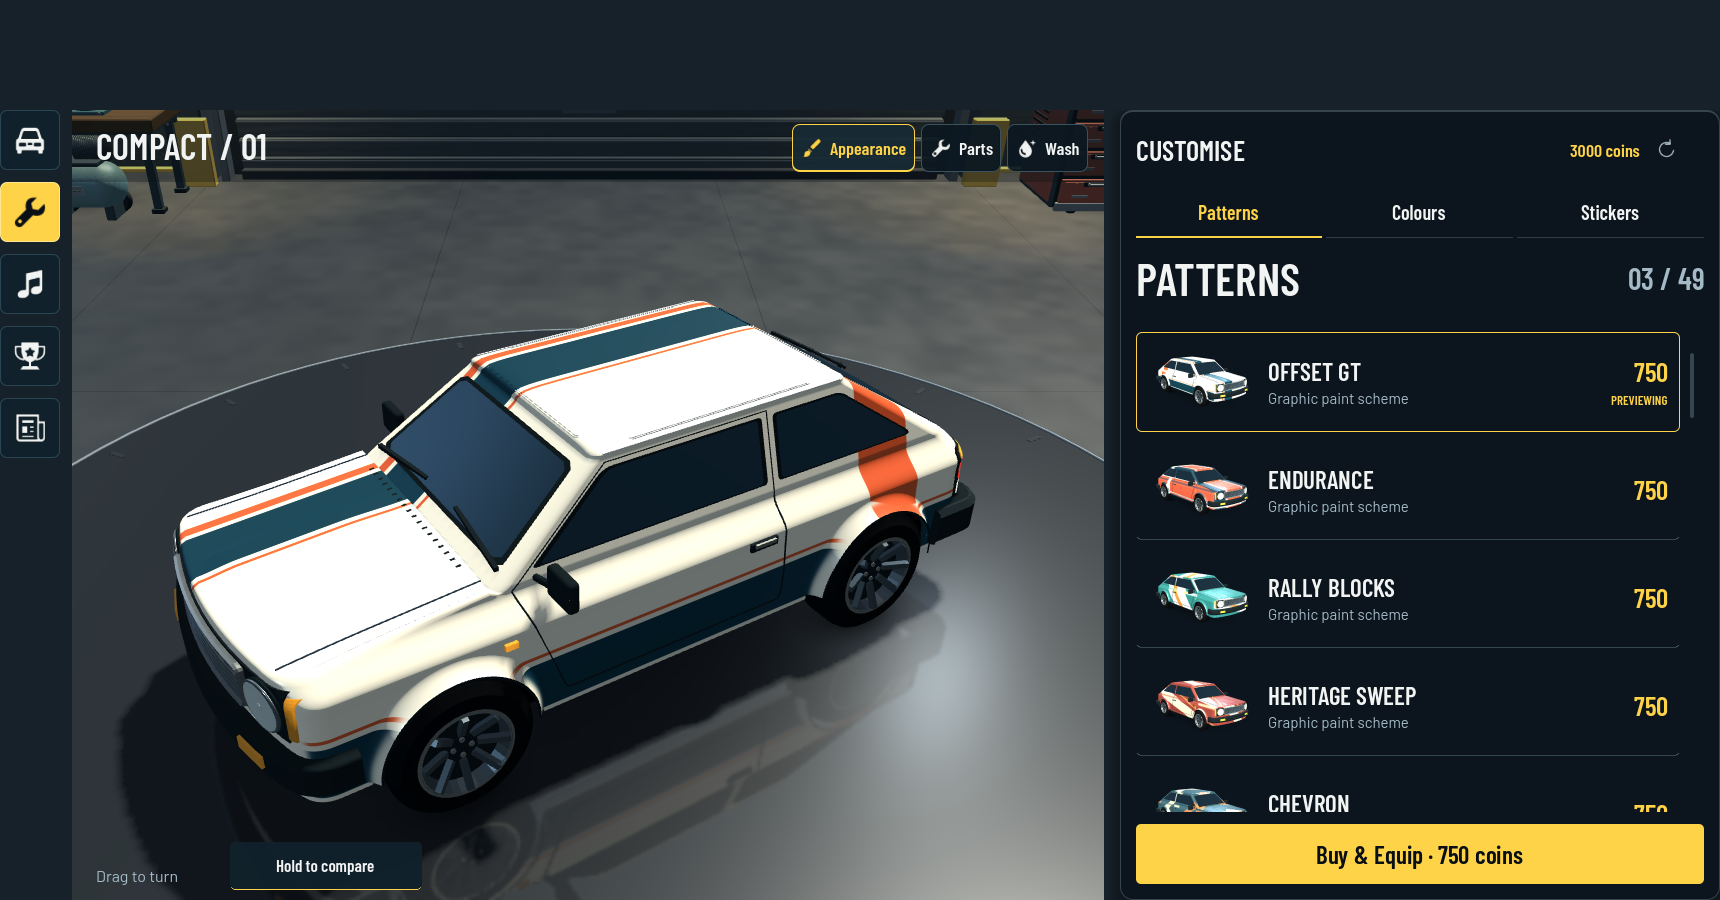 COMPACT / 01
Appearance
Parts
Wash
Drag to turn
Hold to compare
CUSTOMISE
3000 coins
Patterns
Colours
Stickers
PATTERNS
03 / 49
OFFSET GT
Graphic paint scheme
750
PREVIEWING
ENDURANCE
Graphic paint scheme
750
RALLY BLOCKS
Graphic paint scheme
750
HERITAGE SWEEP
Graphic paint scheme
750
CHEVRON
750
Buy & Equip · 750 coins